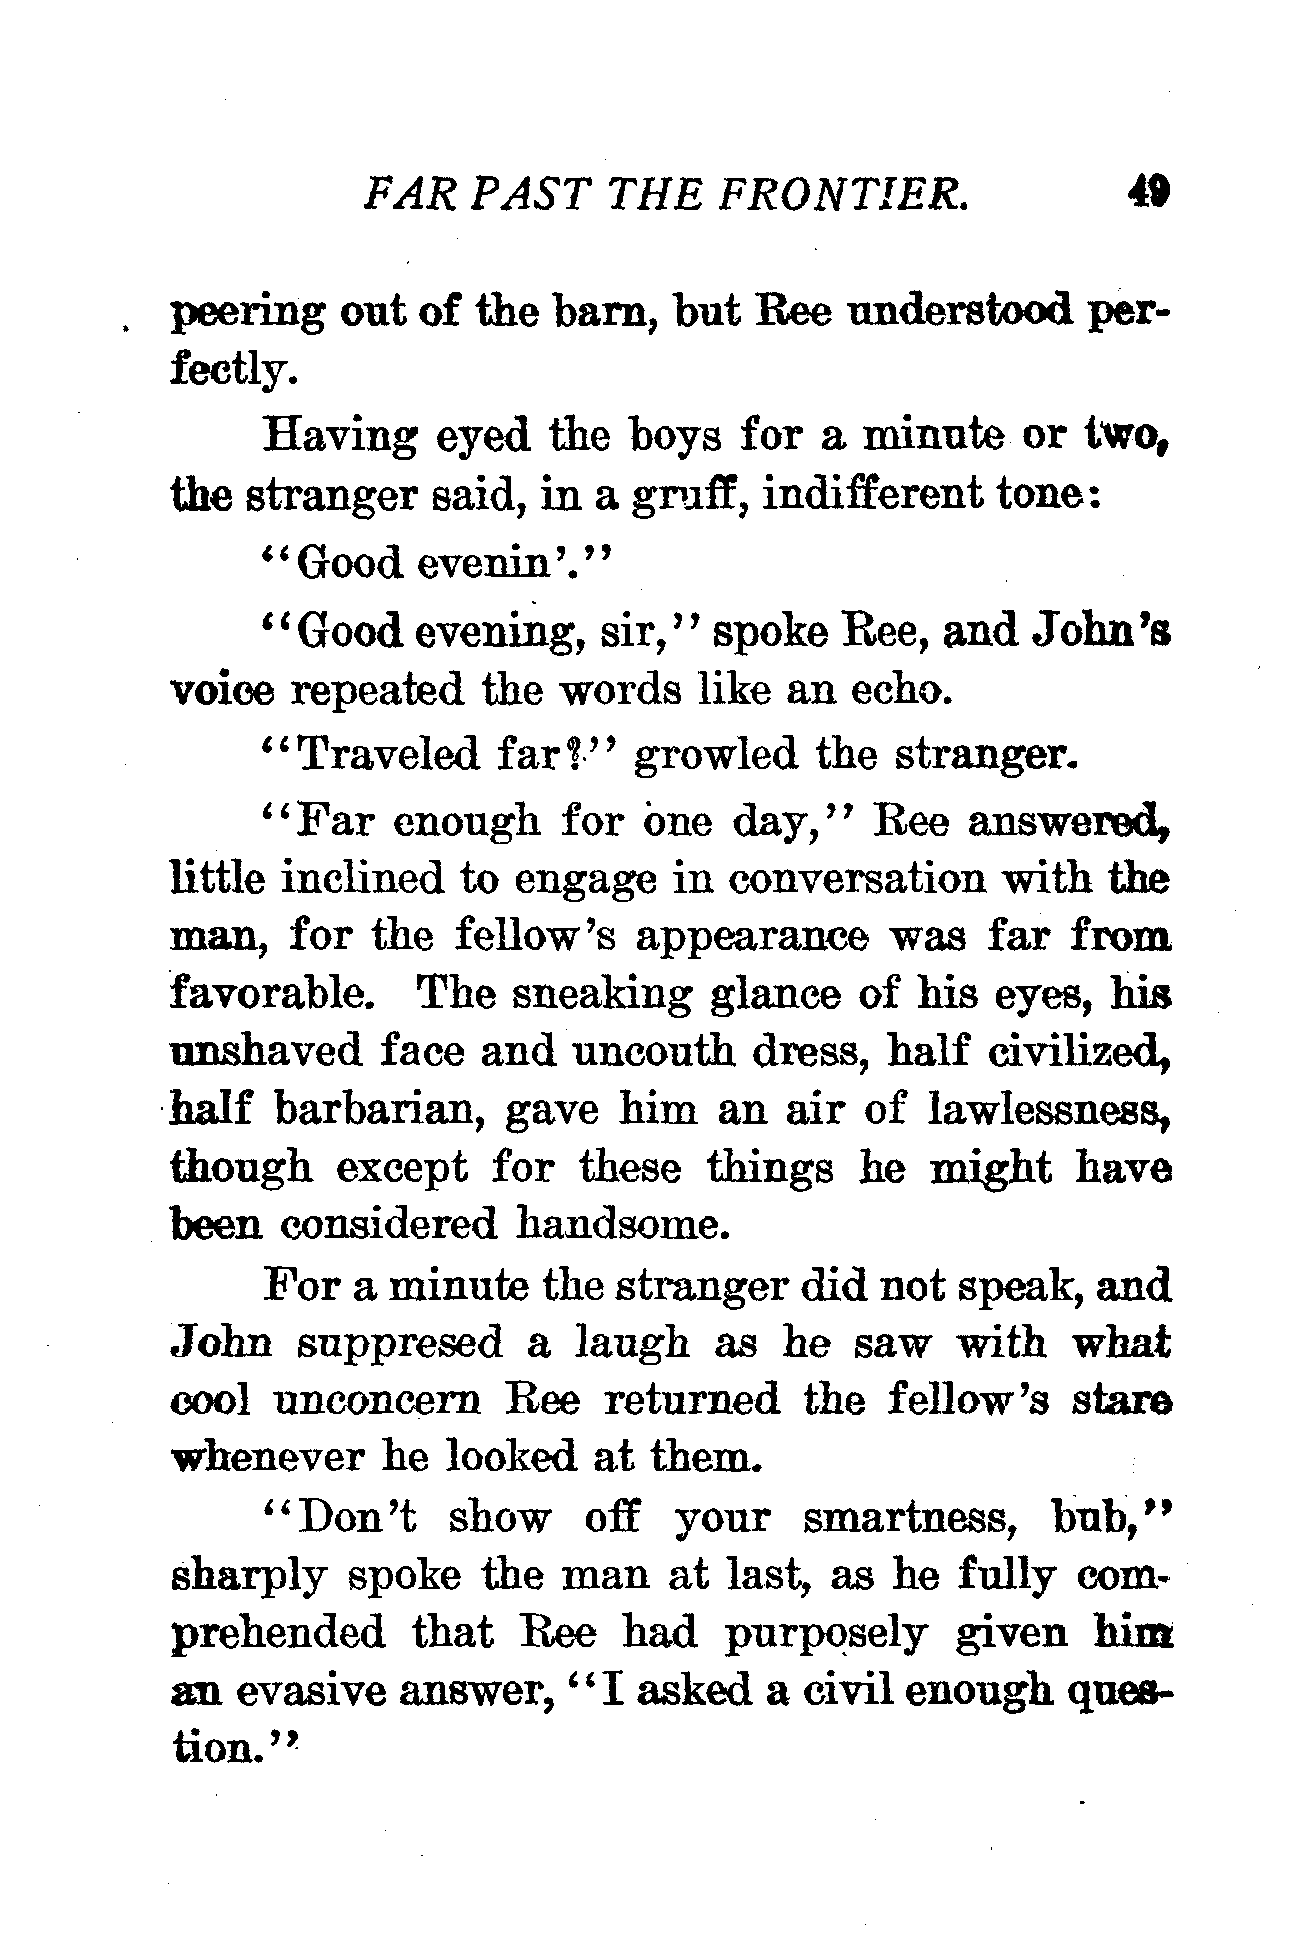 FAR PAST THE FRONTIER. 49
peering out of the barn, but Ree understood per-
fectly.
Having eyed the boys for a minute or two,
the stranger said, in a gruff, indifferent tone:
"Good evenin'."
"Good evening, sir," spoke Ree, and John's
voice repeated the words like an echo.
"Traveled far?" growled the stranger.
"Far enough for one day," Ree answered,
little inclined to engage in conversation with the
man, for the fellow's appearance was far from
favorable. The sneaking glance of his eyes, his
unshaved face and uncouth dress, half civilized,
half barbarian, gave him an air of lawlessness,
though except for these things he might have
been considered handsome.
For a minute the stranger did not speak, and
John suppresed a laugh as he saw with what
cool unconcern Ree returned the fellow's stare
whenever he looked at them.
"Don't show off your smartness, bub,"
sharply spoke the man at last, as he fully com-
prehended that Ree had purposely given him
an evasive answer, "I asked a civil enough ques-
tion."